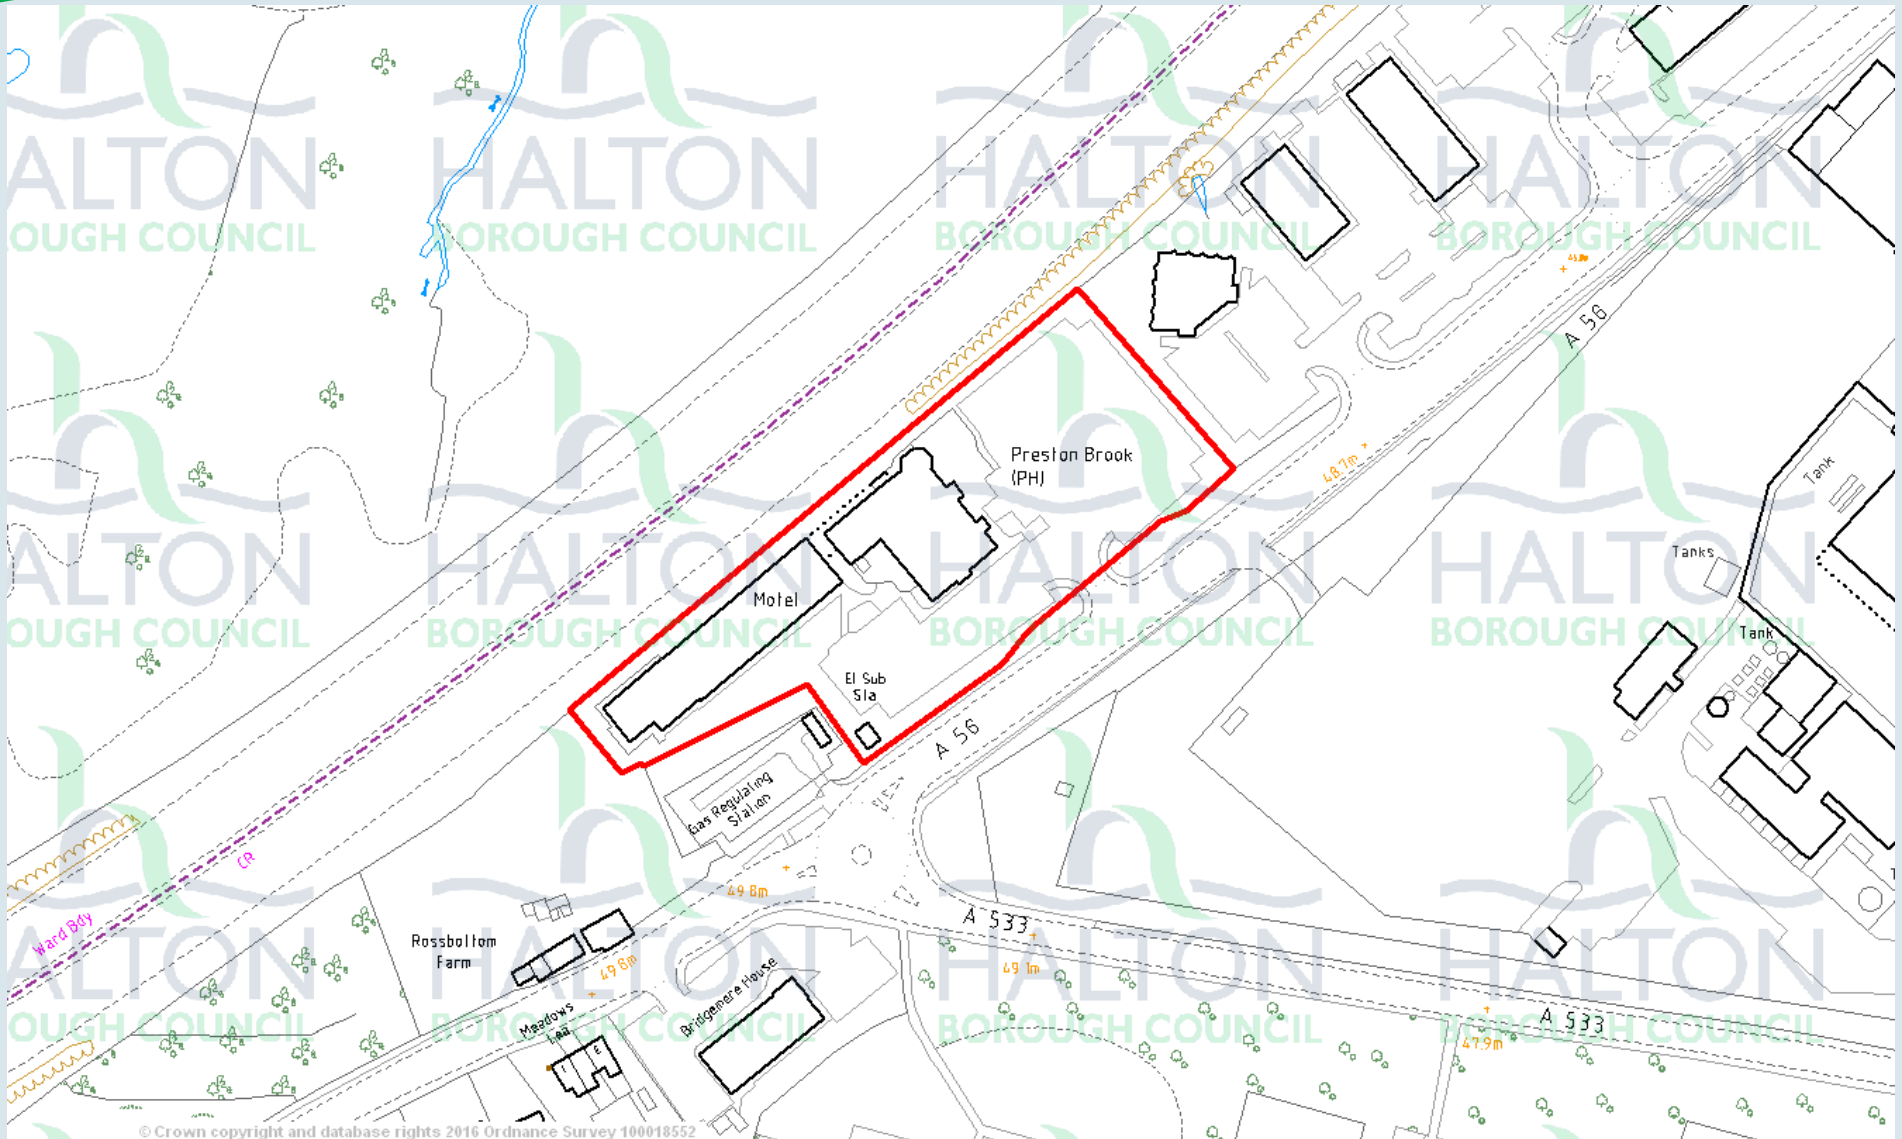 HALTON
BOROUGH COUNCIL
A 56
48.7m
Preston Brook
(PH)
Tank
Tanks
Motel
Tank
El Sub
Sta
A 56
Gas Regulating
Station
CR
49.8m
Ward Bdy
A 533
Rossbottom
Farm
49.8m
49.1m
Bridgemere House
Meadows
Lea
A 533
47.9m
© Crown copyright and database rights 2016 Ordnance Survey 100018552